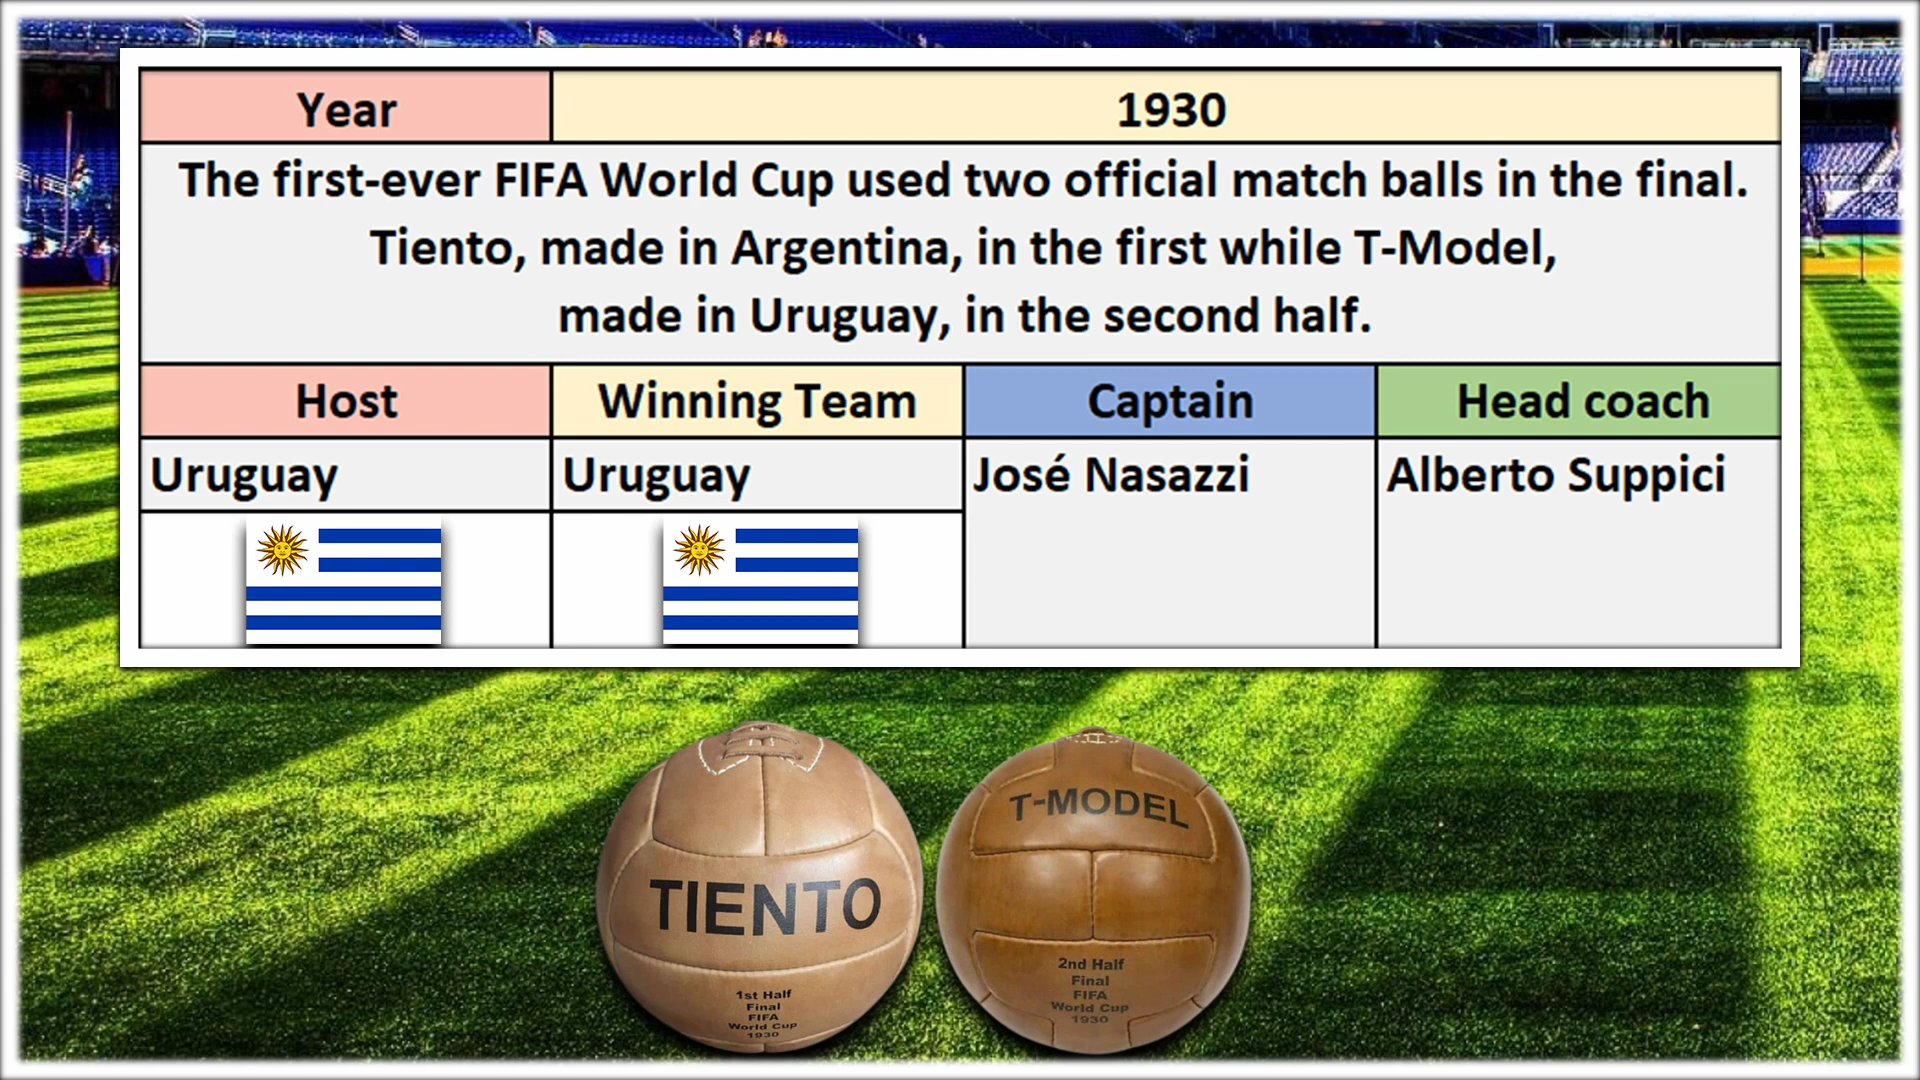 Year
1930
The first-ever FIFA World Cup used two official match balls in the final.
Tiento, made in Argentina, in the first while T-Model,
made in Uruguay, in the second half.
Host
Winning Team
Captain
Head coach
Uruguay
Uruguay
José Nasazzi
Alberto Suppici
TIENTO
1st Half
Final
FIFA
World Cup
1930
T-MODEL
2nd Half
Final
FIFA
World Cup
1930